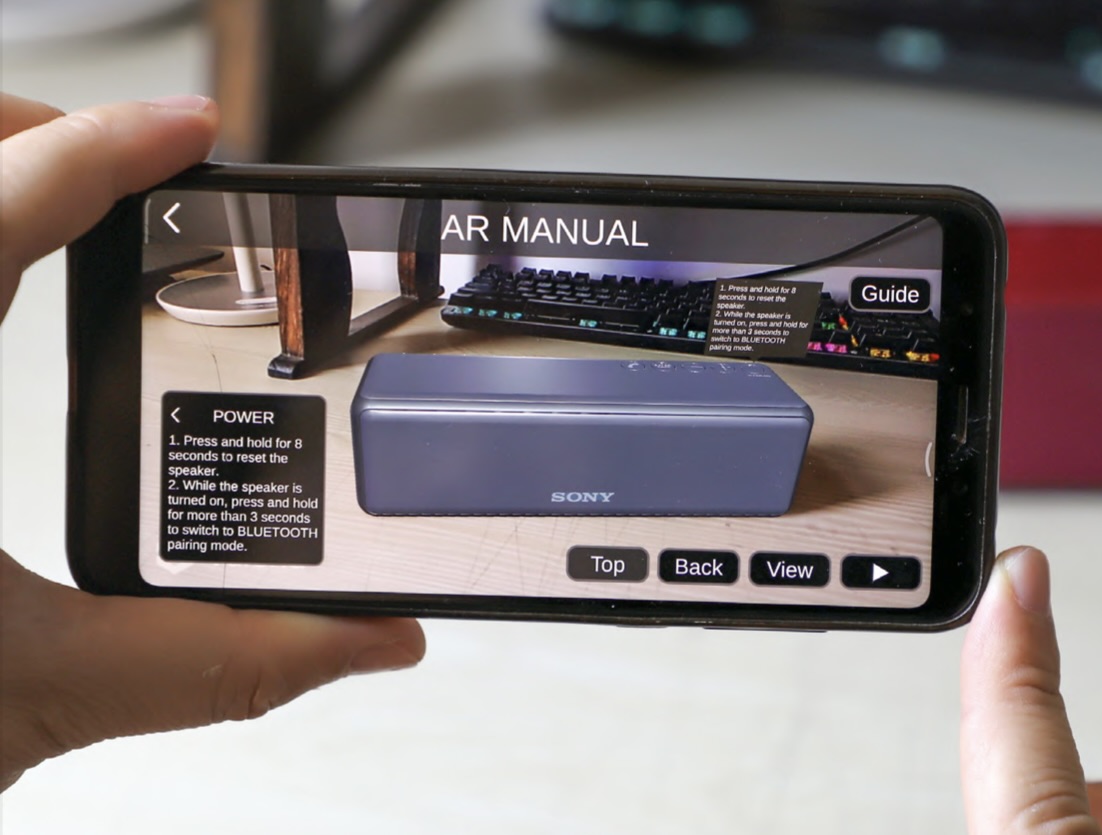 AR MANUAL
1. Press and hold for 8
seconds to reset the
speaker.
2. While the speaker is
turned on, press and hold for
more than 3 seconds to
switch to BLUETOOTH
pairing mode.
Guide
POWER
1. Press and hold for 8
seconds to reset the
speaker.
2. While the speaker is
turned on, press and hold
for more than 3 seconds
to switch to BLUETOOTH
pairing mode.
SONY
Top
Back
View